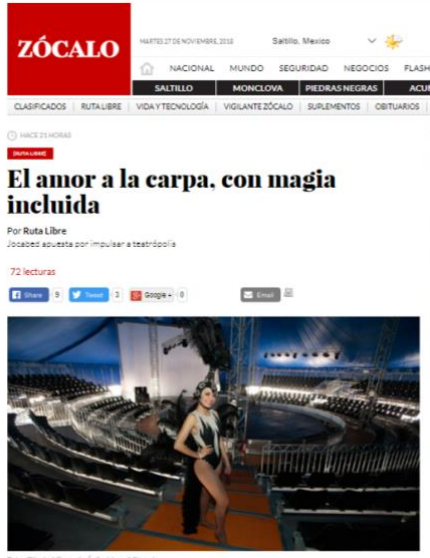 ZÓCALO
MARTES 27 DE NOVIEMBRE, 2018
Saltillo, Mexico
NACIONAL MUNDO SEGURIDAD NEGOCIOS FLASH
SALTILLO MONCLOVA PIEDRAS NEGRAS ACU
CLASIFICADOS RUTA LIBRE VIDA Y TECNOLOGÍA VIGILANTE ZÓCALO SUPLEMENTOS OBITUARIOS
HACE 21 HORAS
[RUTA LIBRE]
El amor a la carpa, con magia
incluida
Por Ruta Libre
Jocabed apuesta por impulsar a teatrópolis
72 lecturas
Share 9 Tweet 3 Google + 0 Email